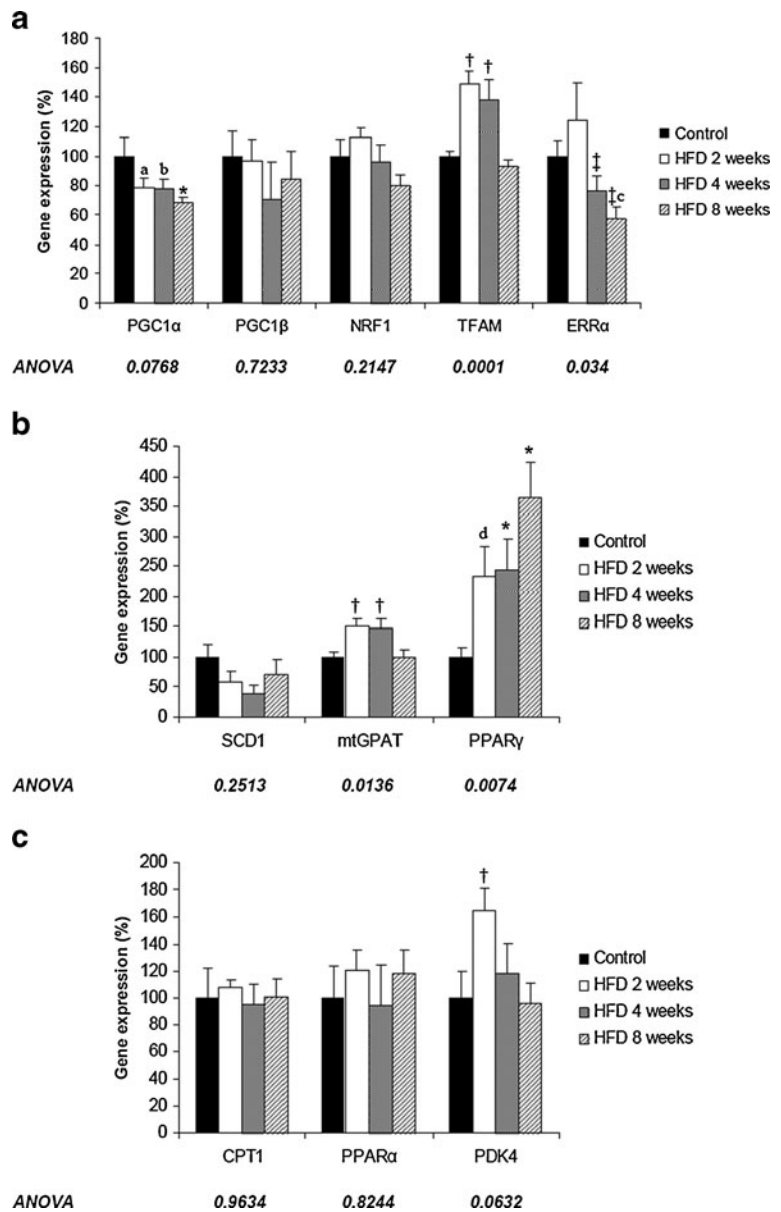 a
Gene expression (%)
180
160
140
120
100
80
60
40
20
0
a b *
† †
‡
‡c
PGC1α PGC1β NRF1 TFAM ERRα
Control
HFD 2 weeks
HFD 4 weeks
HFD 8 weeks
ANOVA 0.0768 0.7233 0.2147 0.0001 0.034
b
Gene expression (%)
450
400
350
300
250
200
150
100
50
0
† †
d * *
SCD1 mtGPAT PPARγ
Control
HFD 2 weeks
HFD 4 weeks
HFD 8 weeks
ANOVA 0.2513 0.0136 0.0074
c
Gene expression (%)
200
180
160
140
120
100
80
60
40
20
0
†
CPT1 PPARα PDK4
Control
HFD 2 weeks
HFD 4 weeks
HFD 8 weeks
ANOVA 0.9634 0.8244 0.0632